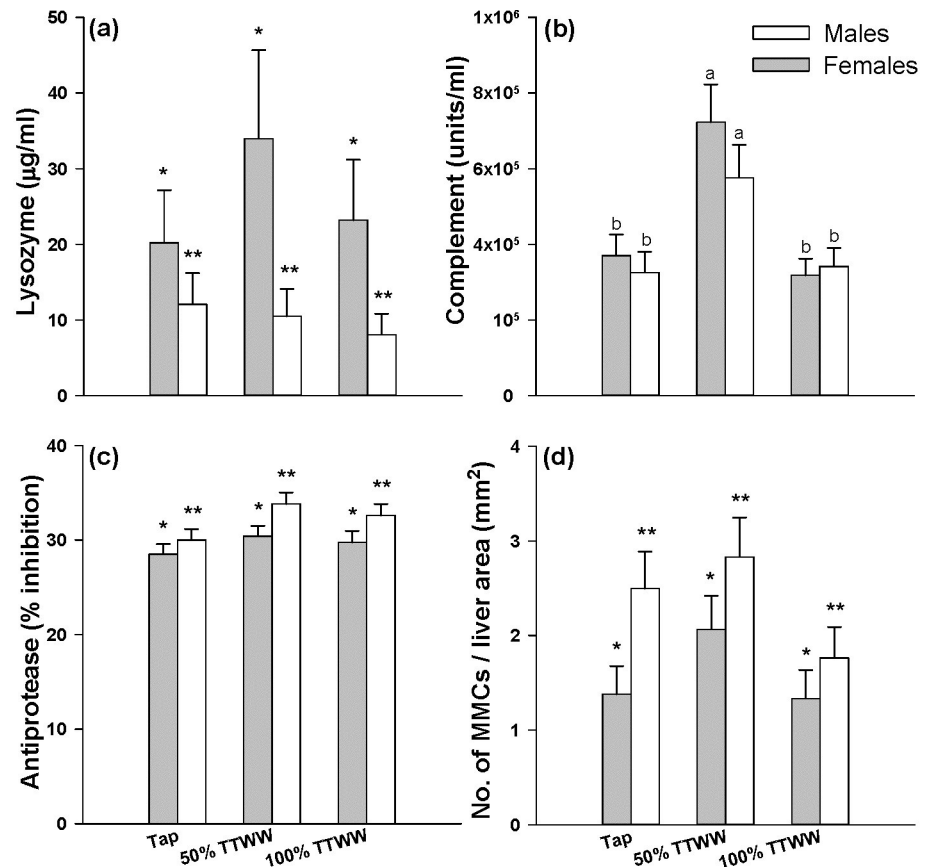 (a)
Lysozyme (µg/ml)
50
40
30
20
10
0
*
**
*
**
*
**
(b)
Complement (units/ml)
1x10⁶
8x10⁵
6x10⁵
4x10⁵
10⁵
0
b
b
a
a
b
b
Males
Females
(c)
Antiprotease (% inhibition)
40
30
20
10
0
*
**
*
**
*
**
Tap
50% TTWW
100% TTWW
(d)
No. of MMCs / liver area (mm²)
4
3
2
1
0
*
**
*
**
*
**
Tap
50% TTWW
100% TTWW